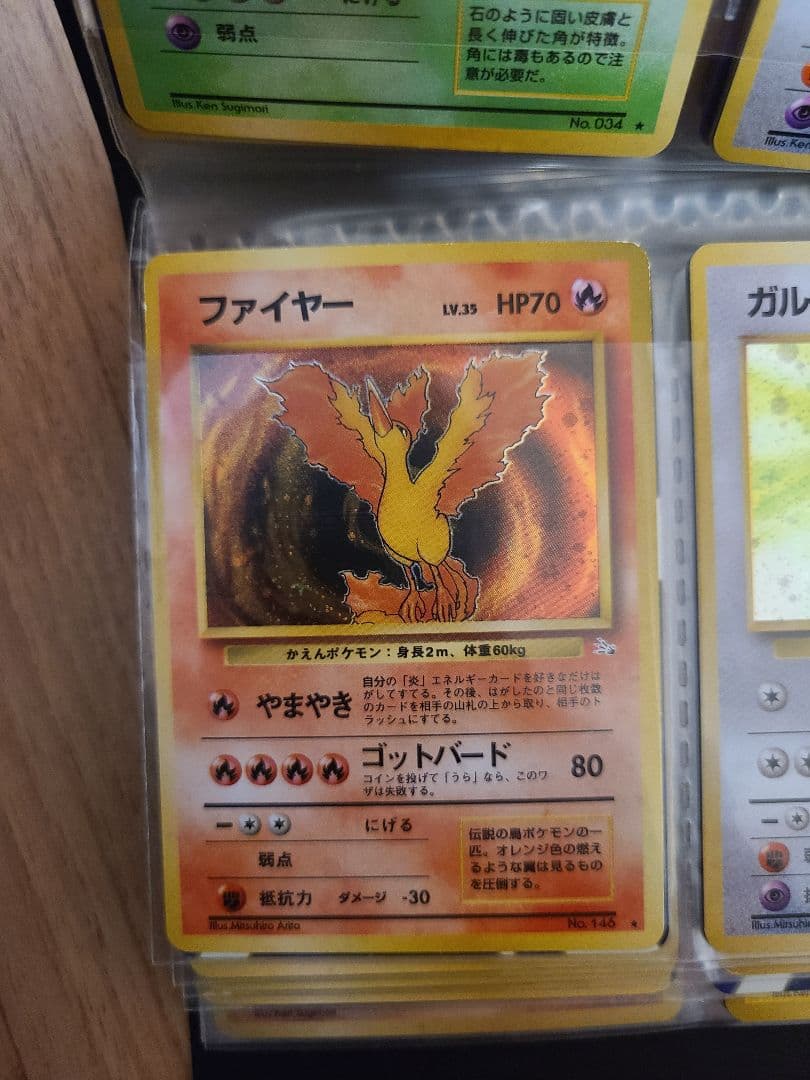 にげる
弱点
石のように固い皮膚と
長く伸びた角が特徴。
角には毒もあるので注
意が必要だ。
Illus.Ken Sugimori
No. 034 ★
Illus.Ken
ファイヤー LV.35 HP70
かえんポケモン：身長2m、体重60kg
やまやき
自分の「炎」エネルギーカードを好きなだけは
がしてすてる。その後、はがしたのと同じ枚数
のカードを相手の山札の上から取り、相手のト
ラッシュにすてる。
ゴッドバード 80
コインを投げて「うら」なら、このワ
ザは失敗する。
にげる
弱点
抵抗力 ダメージ -30
伝説の鳥ポケモンの一
匹。オレンジ色の燃え
るような翼は見るもの
を圧倒する。
Illus.Mitsuhiro Arita
No. 146 ★
ガル
Illus.Mitsuhi
Illus.Ken Sugimori